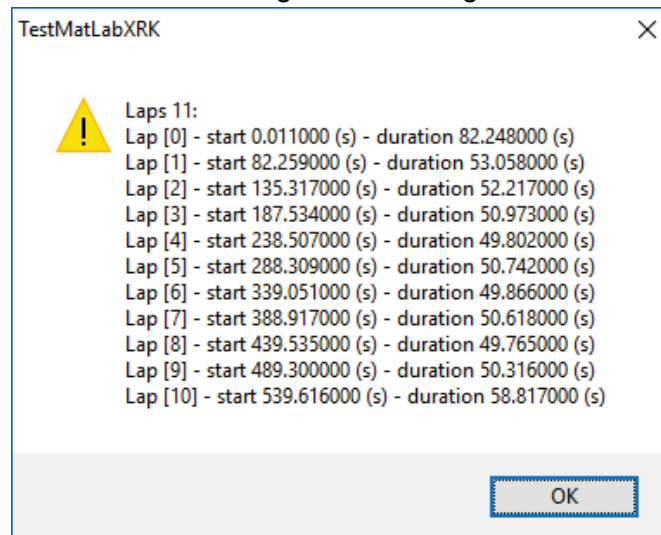 TestMatLabXRK
Laps 11:
Lap [0] - start 0.011000 (s) - duration 82.248000 (s)
Lap [1] - start 82.259000 (s) - duration 53.058000 (s)
Lap [2] - start 135.317000 (s) - duration 52.217000 (s)
Lap [3] - start 187.534000 (s) - duration 50.973000 (s)
Lap [4] - start 238.507000 (s) - duration 49.802000 (s)
Lap [5] - start 288.309000 (s) - duration 50.742000 (s)
Lap [6] - start 339.051000 (s) - duration 49.866000 (s)
Lap [7] - start 388.917000 (s) - duration 50.618000 (s)
Lap [8] - start 439.535000 (s) - duration 49.765000 (s)
Lap [9] - start 489.300000 (s) - duration 50.316000 (s)
Lap [10] - start 539.616000 (s) - duration 58.817000 (s)
OK